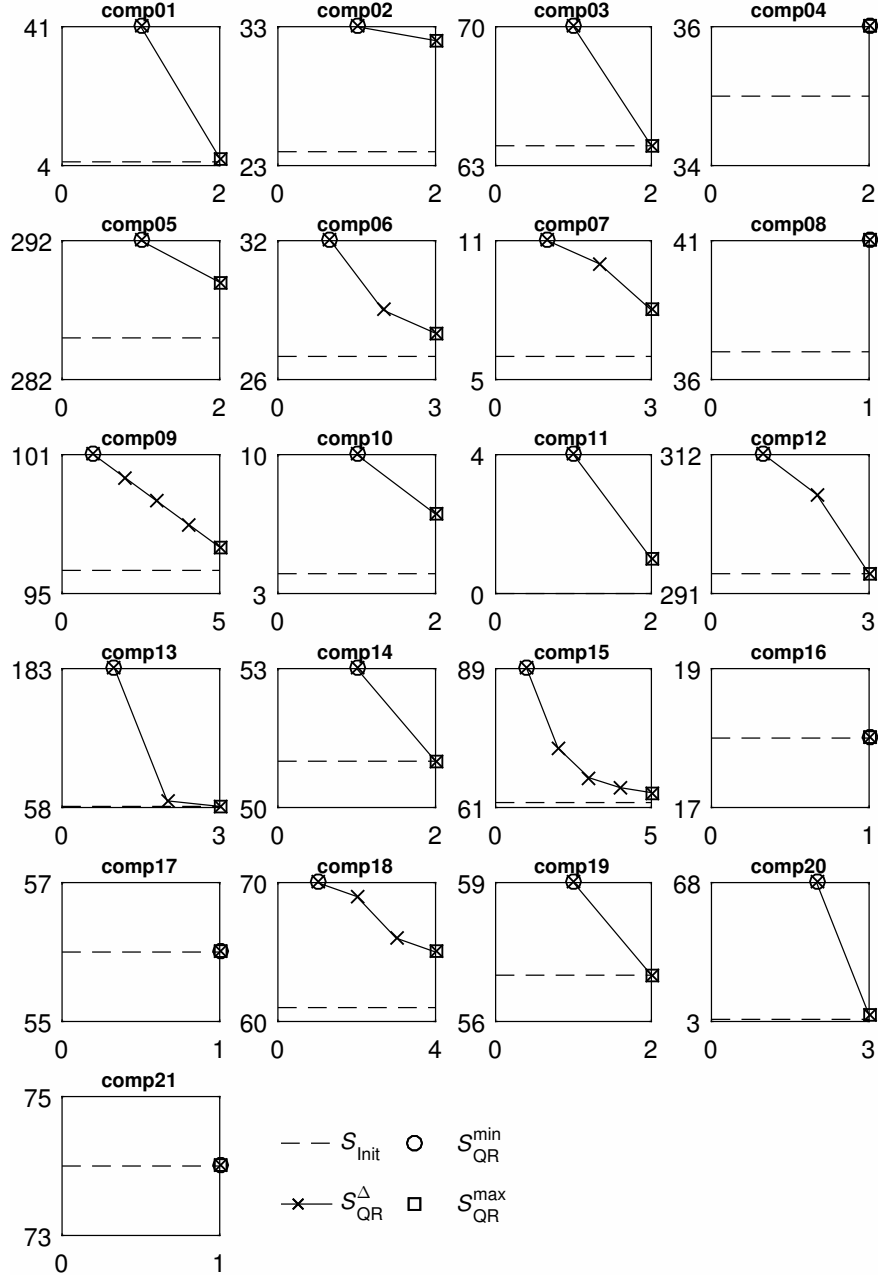 comp01 comp02 comp03 comp04
41 33 70 36
4 23 63 34
0 2 0 2 0 2 0 2
comp05 comp06 comp07 comp08
292 32 11 41
282 26 5 36
0 2 0 3 0 3 0 1
comp09 comp10 comp11 comp12
101 10 4 312
95 3 0 291
0 5 0 2 0 2 0 3
comp13 comp14 comp15 comp16
183 53 89 19
58 50 61 17
0 3 0 2 0 5 0 1
comp17 comp18 comp19 comp20
57 70 59 68
55 60 56 3
0 1 0 4 0 2 0 3
comp21
75
73
0 1
S_Init S_QR^min
S_QR^Δ S_QR^max